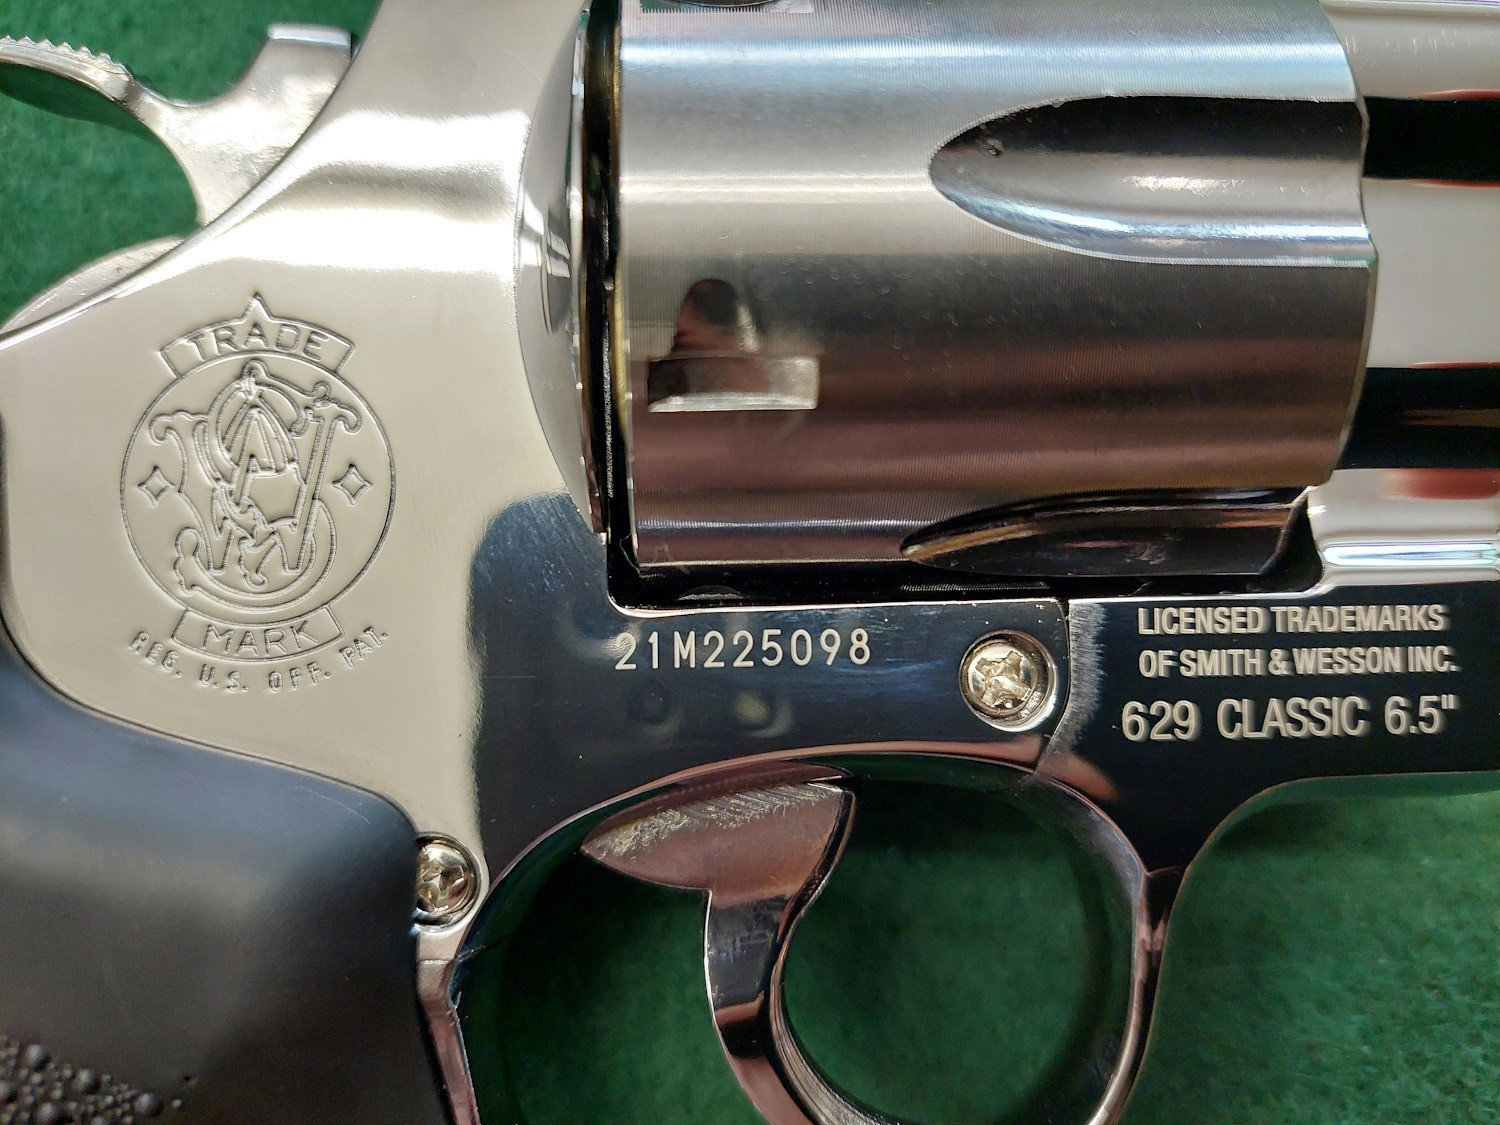 TRADE
MARK
REG. U.S. OFF. PAT.
21M225098
LICENSED TRADEMARKS
OF SMITH & WESSON INC.
629 CLASSIC 6.5"